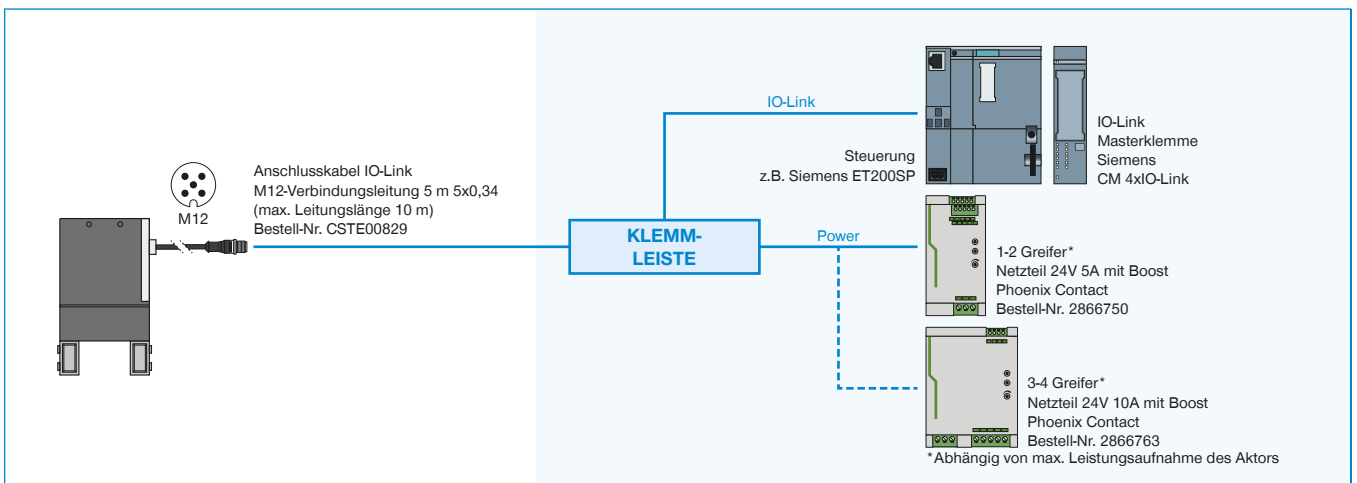 M12
Anschlusskabel IO-Link
M12-Verbindungsleitung 5 m 5x0,34
(max. Leitungslänge 10 m)
Bestell-Nr. CSTE00829
KLEMM-
LEISTE
IO-Link
Power
Steuerung
z.B. Siemens ET200SP
IO-Link
Masterklemme
Siemens
CM 4xIO-Link
1-2 Greifer*
Netzteil 24V 5A mit Boost
Phoenix Contact
Bestell-Nr. 2866750
3-4 Greifer*
Netzteil 24V 10A mit Boost
Phoenix Contact
Bestell-Nr. 2866763
*Abhängig von max. Leistungsaufnahme des Aktors